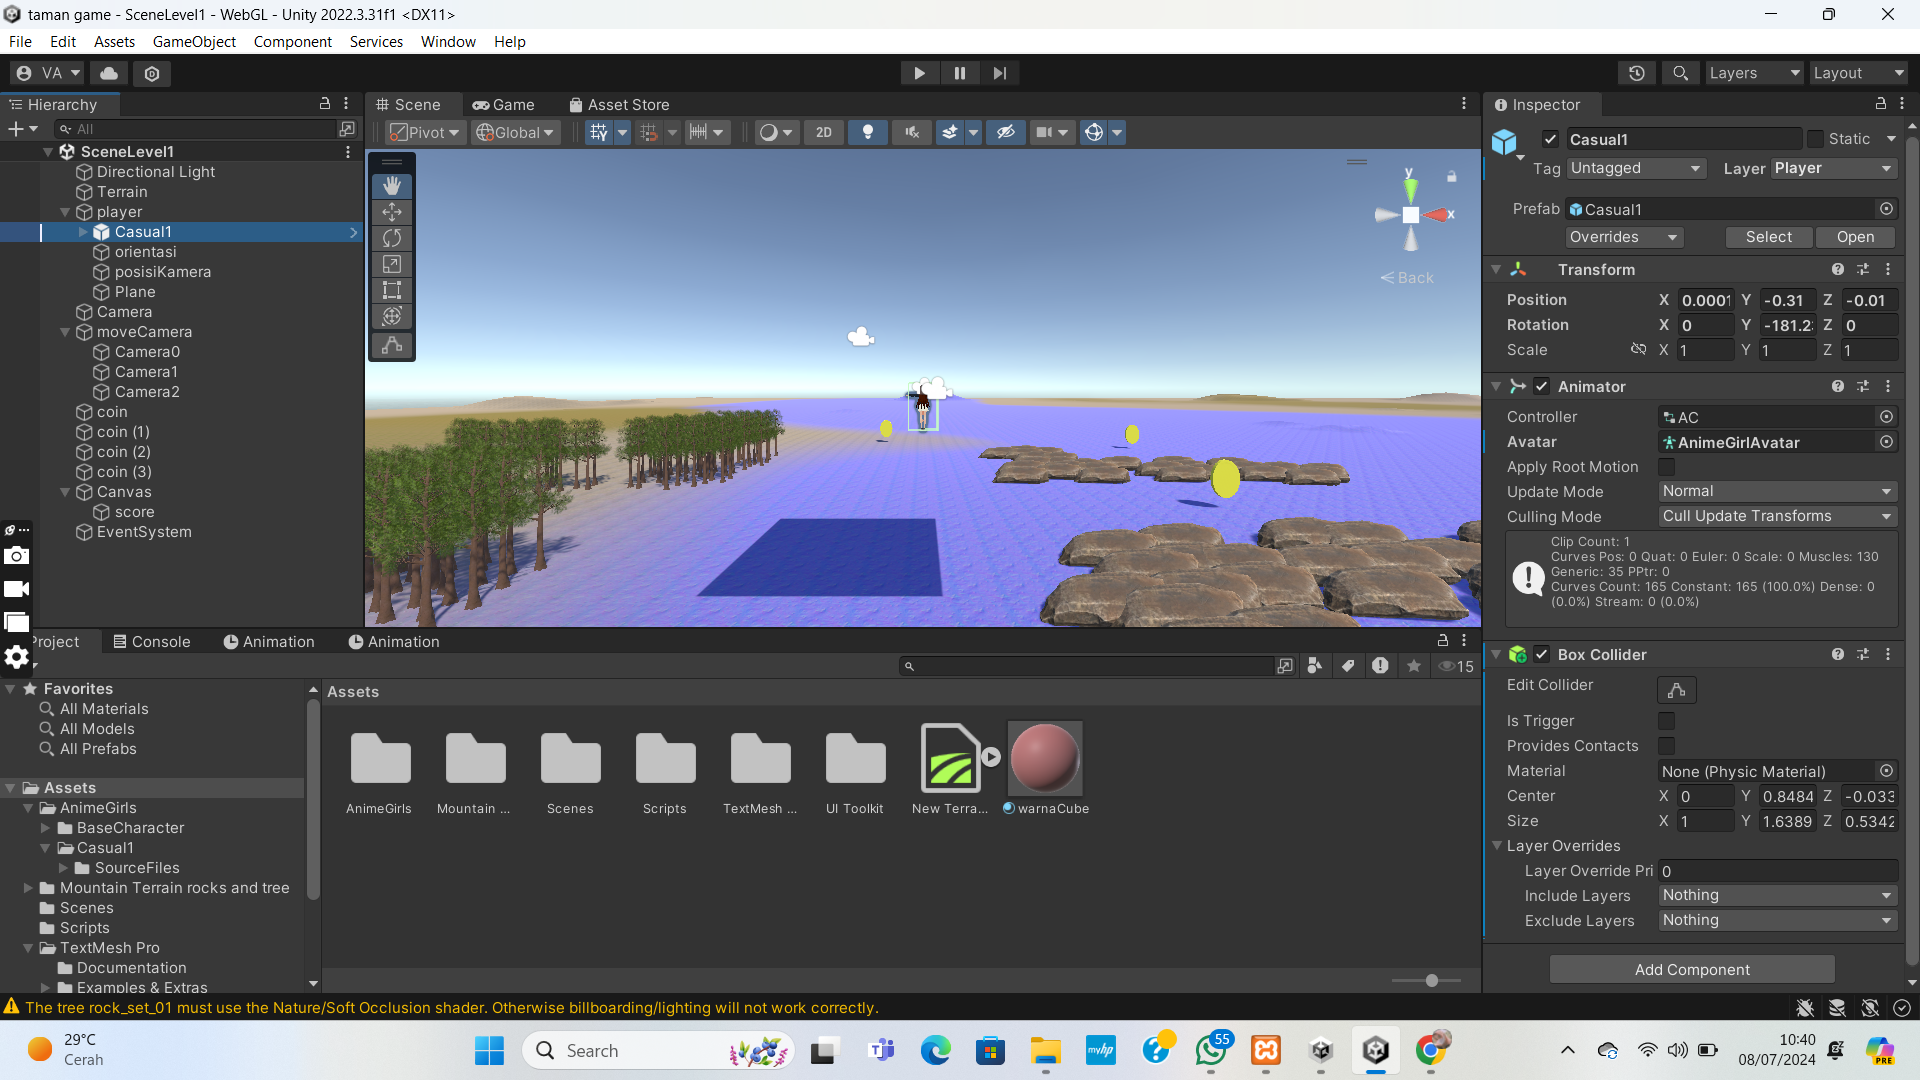 taman game - SceneLevel1 - WebGL - Unity 2022.3.31f1 <DX11>
File Edit Assets GameObject Component Services Window Help
VA
Layers Layout
Hierarchy
All
SceneLevel1
Directional Light
Terrain
player
Casual1
orientasi
posisiKamera
Plane
Camera
moveCamera
Camera0
Camera1
Camera2
coin
coin (1)
coin (2)
coin (3)
Canvas
score
EventSystem
Scene Game Asset Store
Pivot Global 2D
y
x
Back
Inspector
Casual1 Static
Tag Untagged Layer Player
Prefab Casual1
Overrides Select Open
Transform
Position X 0.0001 Y -0.31 Z -0.01
Rotation X 0 Y -181.2 Z 0
Scale X 1 Y 1 Z 1
Animator
Controller AC
Avatar AnimeGirlAvatar
Apply Root Motion
Update Mode Normal
Culling Mode Cull Update Transforms
Clip Count: 1
Curves Pos: 0 Quat: 0 Euler: 0 Scale: 0 Muscles: 130
Generic: 35 PPtr: 0
Curves Count: 165 Constant: 165 (100.0%) Dense: 0
(0.0%) Stream: 0 (0.0%)
Box Collider
Edit Collider
Is Trigger
Provides Contacts
Material None (Physic Material)
Center X 0 Y 0.8484 Z -0.033
Size X 1 Y 1.6389 Z 0.5342
Layer Overrides
Layer Override Pri 0
Include Layers Nothing
Exclude Layers Nothing
Add Component
Project Console Animation Animation
15
Favorites
All Materials
All Models
All Prefabs
Assets
AnimeGirls
BaseCharacter
Casual1
SourceFiles
Mountain Terrain rocks and tree
Scenes
Scripts
TextMesh Pro
Documentation
Examples & Extras
Assets
AnimeGirls Mountain ... Scenes Scripts TextMesh ... UI Toolkit New Terra... warnaCube
The tree rock_set_01 must use the Nature/Soft Occlusion shader. Otherwise billboarding/lighting will not work correctly.
29°C
Cerah
Search
myhp
55
10:40
08/07/2024
PRE